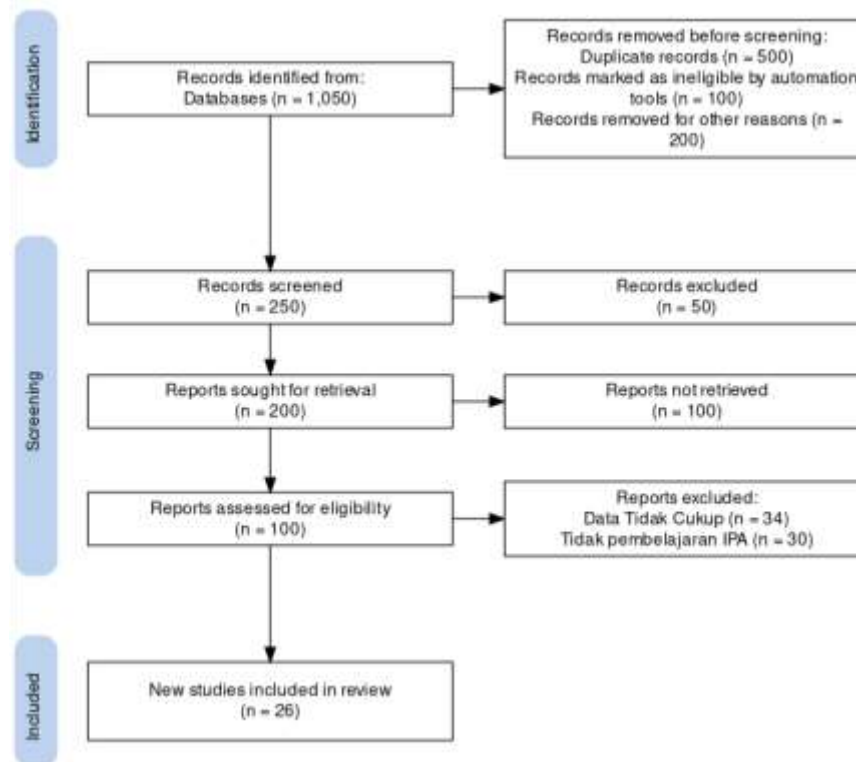 Identification
Records identified from:
Databases (n = 1,050)
Records removed before screening:
Duplicate records (n = 500)
Records marked as ineligible by automation
tools (n = 100)
Records removed for other reasons (n =
200)
Screening
Records screened
(n = 250)
Records excluded
(n = 50)
Reports sought for retrieval
(n = 200)
Reports not retrieved
(n = 100)
Reports assessed for eligibility
(n = 100)
Reports excluded:
Data Tidak Cukup (n = 34)
Tidak pembelajaran IPA (n = 30)
Included
New studies included in review
(n = 26)